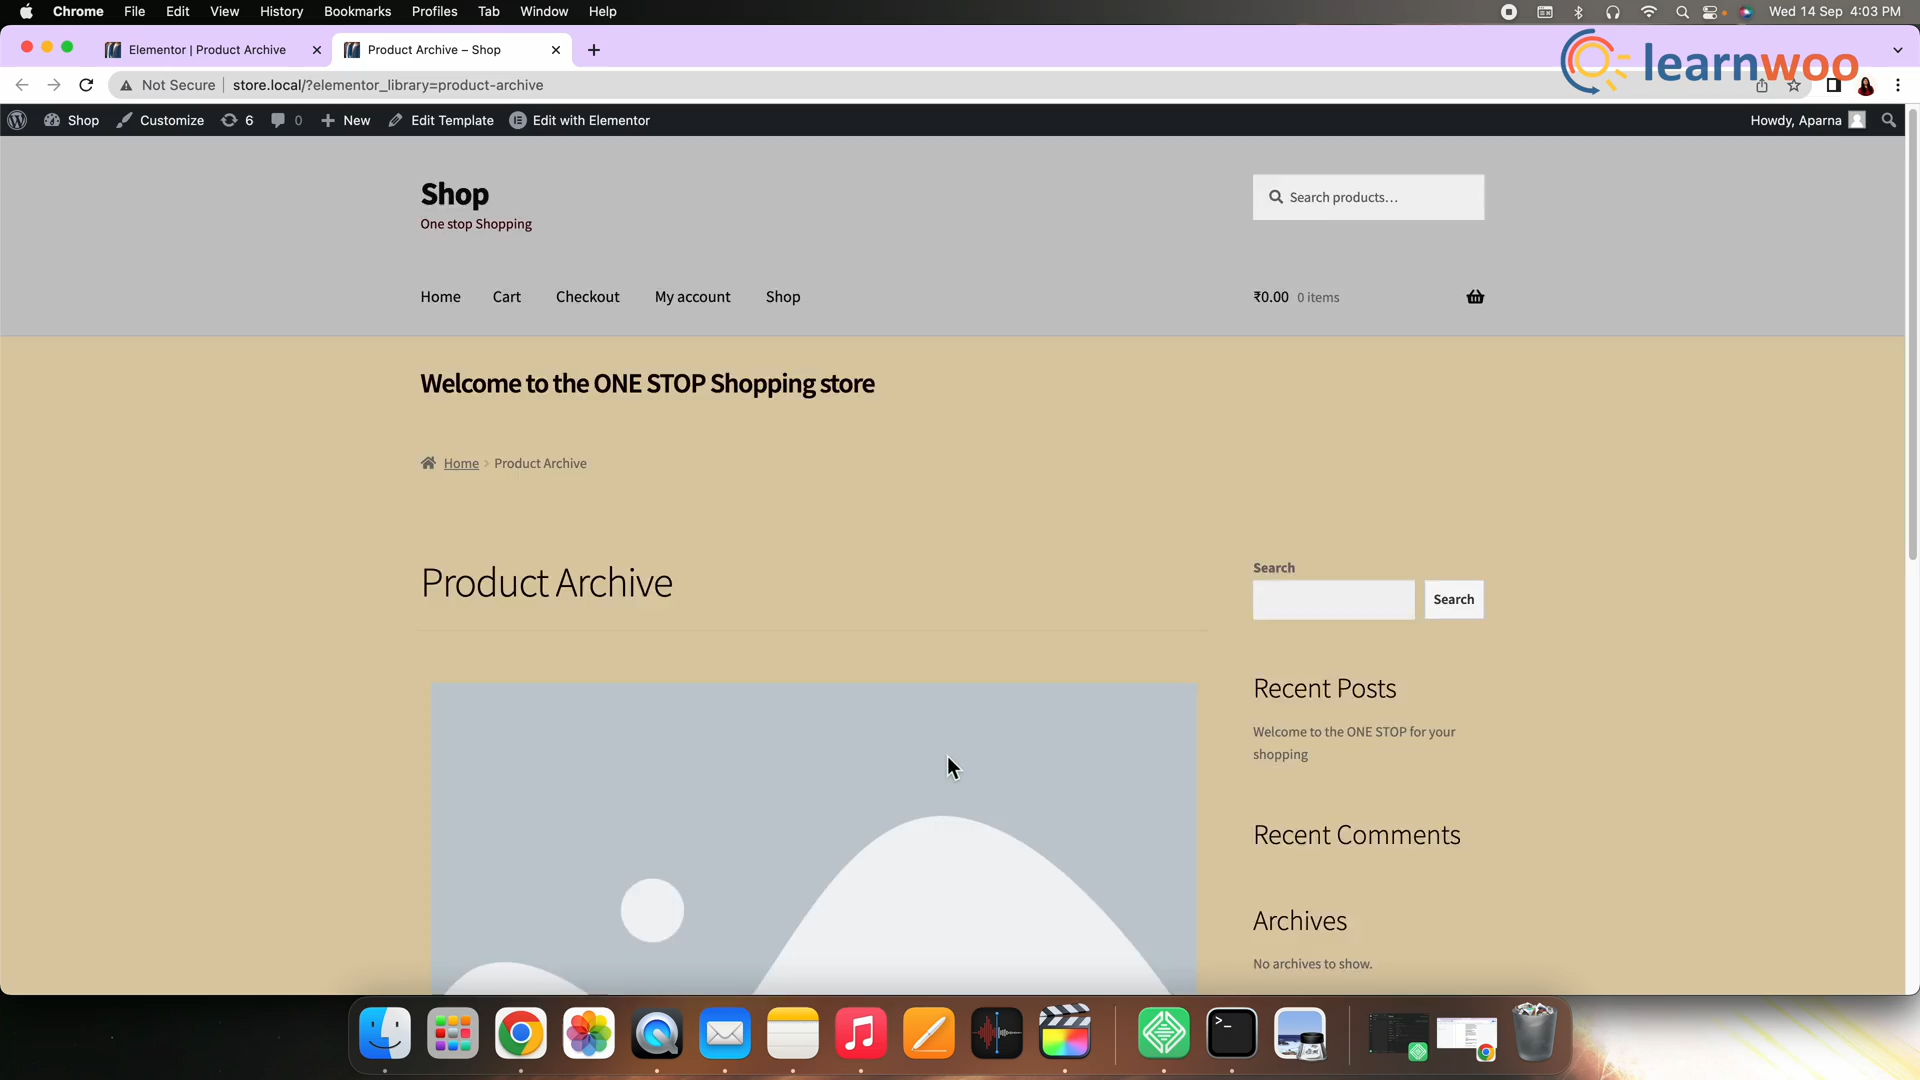 Chrome File Edit View History Bookmarks Profiles Tab Window Help Wed 14 Sep 4:03 PM
Elementor | Product Archive Product Archive – Shop
learnwoo
Not Secure store.local/?elementor_library=product-archive
Shop Customize 6 0 New Edit Template Edit with Elementor Howdy, Aparna
Shop
One stop Shopping
Search products…
Home Cart Checkout My account Shop ₹0.00 0 items
Welcome to the ONE STOP Shopping store
Home Product Archive
Product Archive
Search
Search
Recent Posts
Welcome to the ONE STOP for your
shopping
Recent Comments
Archives
No archives to show.